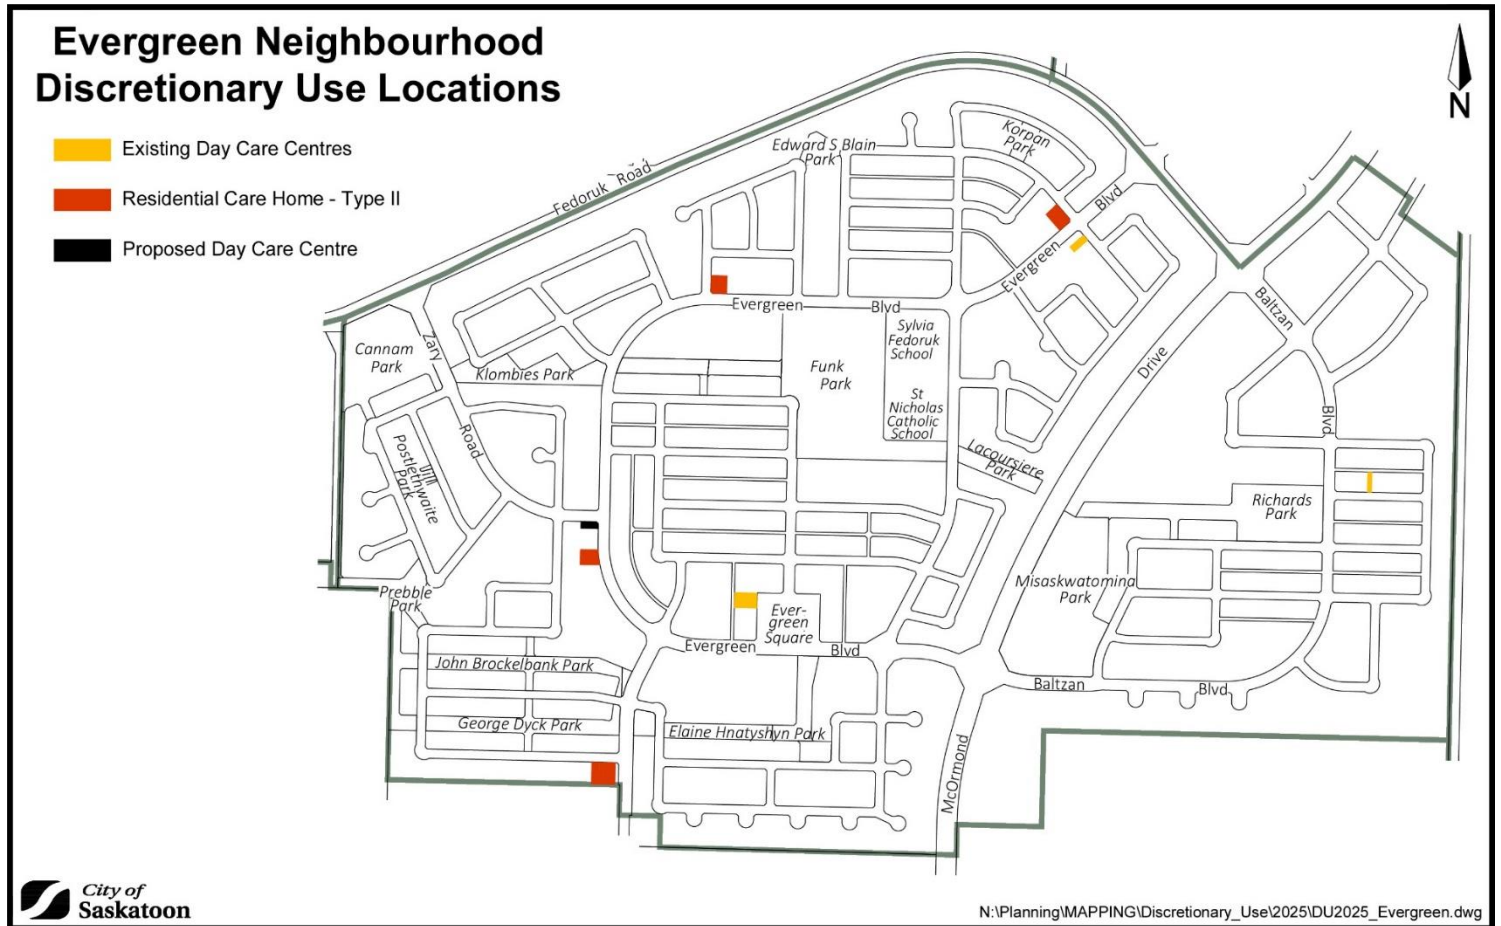 Evergreen Neighbourhood
Discretionary Use Locations
Existing Day Care Centres
Residential Care Home - Type II
Proposed Day Care Centre
N
Korpan
Park
Edward S Blain
Park
Fedoruk Road
Blvd
Evergreen
Evergreen
Blvd
Baltzan
Blvd
Zary
Road
Cannam
Park
Klombies Park
Sylvia
Fedoruk
School
Funk
Park
St
Nicholas
Catholic
School
Drive
Postlethwaite
Park
Lacoursiere
Park
Richards
Park
Misaskwatomina
Park
Prebble
Park
Ever-
green
Square
Evergreen
Blvd
John Brockelbank Park
Baltzan
Blvd
George Dyck Park
Elaine Hnatyshyn Park
McOrmond
City of
Saskatoon
N:\Planning\MAPPING\Discretionary_Use\2025\DU2025_Evergreen.dwg